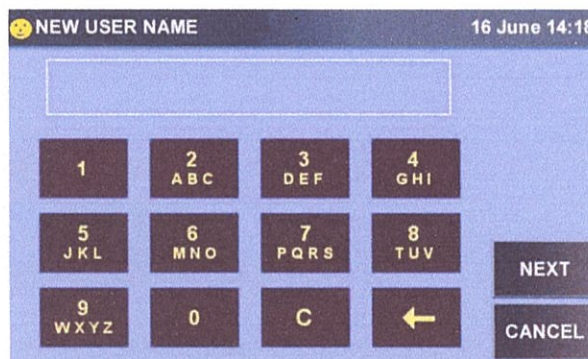 NEW USER NAME 16 June 14:18
1
2
ABC
3
DEF
4
GHI
5
JKL
6
MNO
7
PQRS
8
TUV
NEXT
9
WXYZ
0
C
CANCEL